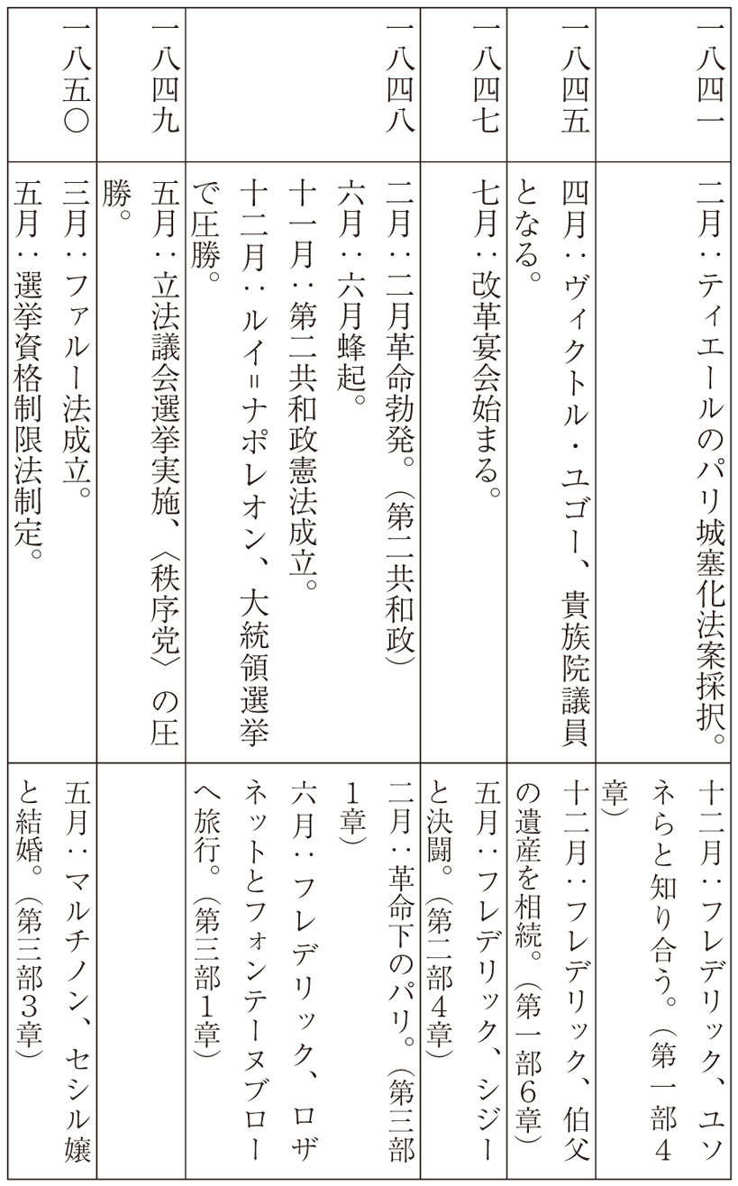 一八四一
二月：ティエールのパリ城塞化法案採択。
十二月：フレデリック、ユソ
ネらと知り合う。（第一部４
章）
一八四五
四月：ヴィクトル・ユゴー、貴族院議員
となる。
十二月：フレデリック、伯父
の遺産を相続。（第一部６章）
一八四七
七月：改革宴会始まる。
五月：フレデリック、シジー
と決闘。（第二部４章）
一八四八
二月：二月革命勃発。（第二共和政）
六月：六月蜂起。
十一月：第二共和政憲法成立。
十二月：ルイ＝ナポレオン、大統領選挙
で圧勝。
二月：革命下のパリ。（第三部
１章）
六月：フレデリック、ロザ
ネットとフォンテーヌブロー
へ旅行。（第三部１章）
一八四九
五月：立法議会選挙実施、〈秩序党〉の圧
勝。
一八五〇
三月：ファルー法成立。
五月：選挙資格制限法制定。
五月：マルチノン、セシル嬢
と結婚。（第三部３章）